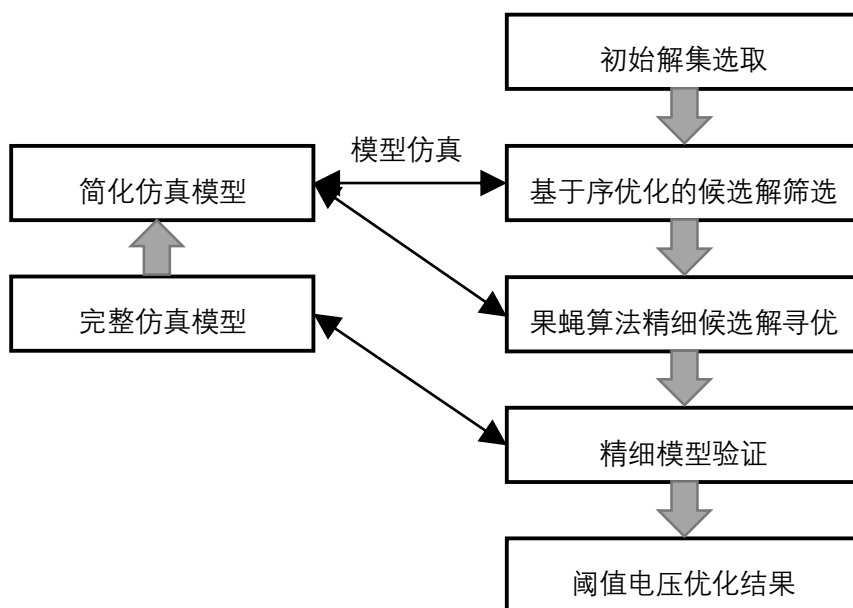 初始解集选取
模型仿真
简化仿真模型
基于序优化的候选解筛选
完整仿真模型
果蝇算法精细候选解寻优
精细模型验证
阈值电压优化结果